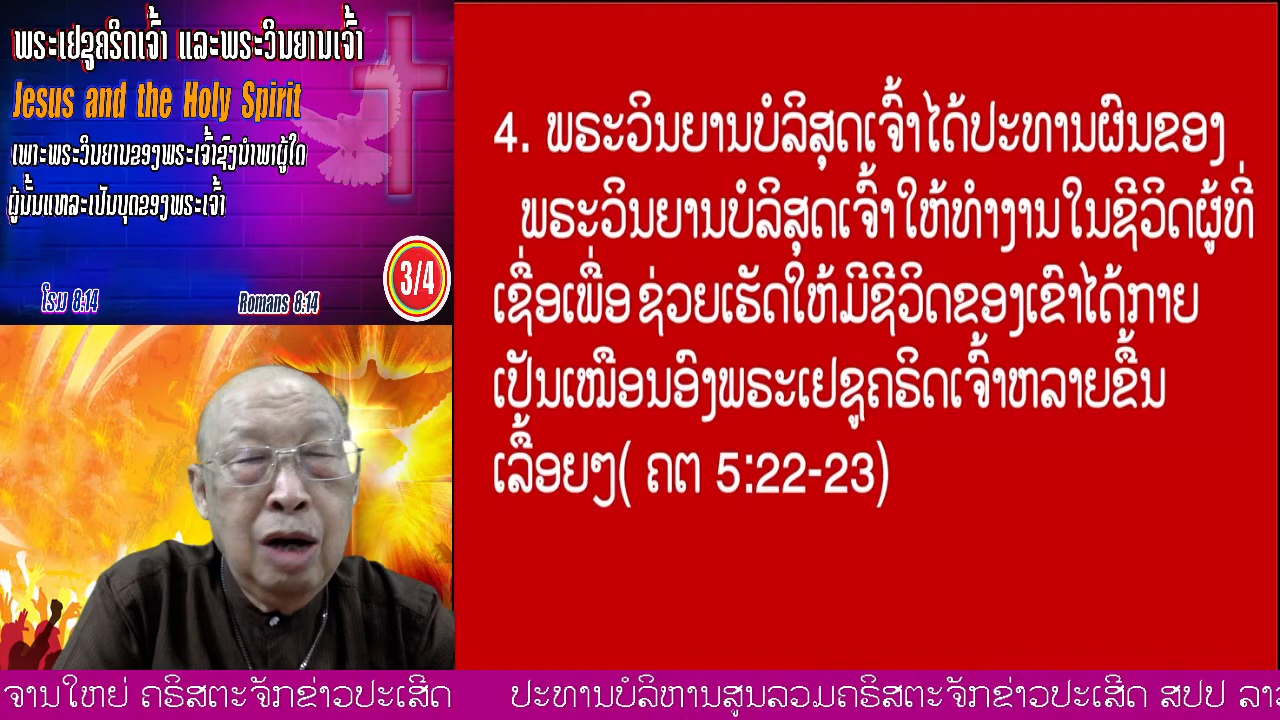 ພຣະເຢຊູຄຣິດເຈົ້າ ແລະພຣະວິນຍານເຈົ້າ
Jesus and the Holy Spirit
ເພາະພຣະວິນຍານຂອງພຣະເຈົ້າຊົງນຳພາຜູ້ໃດ
ຜູ້ນັ້ນແຫລະເປັນບຸດຂອງພຣະເຈົ້າ
3/4
ໂຣມ 8:14
Romans 8:14
4. ພຣະວິນຍານບໍລິສຸດເຈົ້າໄດ້ປະທານຜົນຂອງ
ພຣະວິນຍານບໍລິສຸດເຈົ້າໃຫ້ທຳງານໃນຊີວິດຜູ້ທີ່
ເຊື່ອເພື່ອ ຊ່ວຍເຮັດໃຫ້ມີຊີວິດຂອງເຂົາໄດ້ກາຍ
ເປັນເໝືອນອົງພຣະເຢຊູຄຣິດເຈົ້າຫລາຍຂື້ນ
ເລື້ອຍໆ( ຄຕ 5:22-23)
ຈານໃຫຍ່ ຄຣິສຕະຈັກຂ່າວປະເສີດ ປະທານບໍລິຫານສູນລວມຄຣິສຕະຈັກຂ່າວປະເສີດ ສປປ